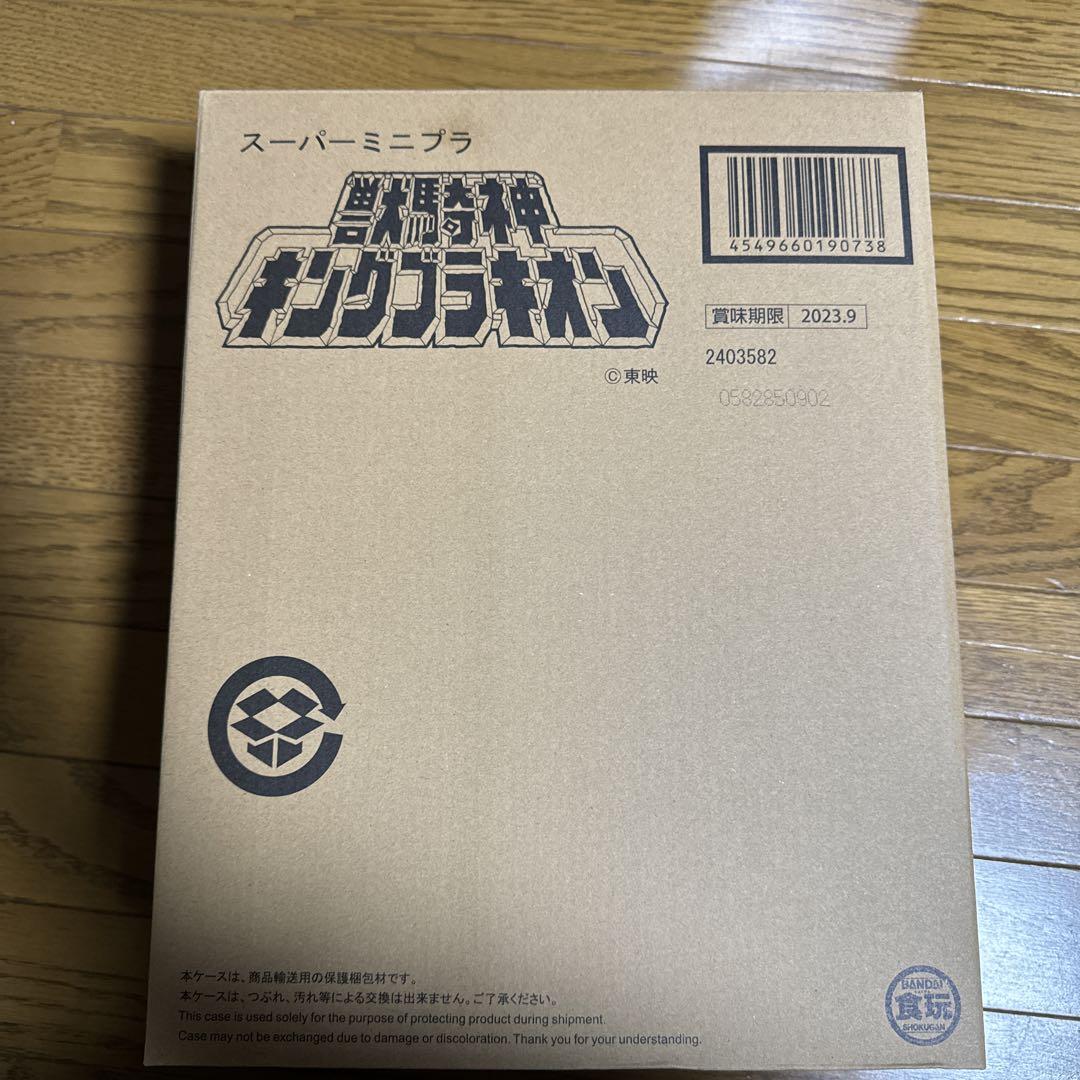 スーパーミニプラ
獣騎神
キングブラキオン
©東映
4549660190738
賞味期限 2023.9
2403582
0582850902
本ケースは、商品輸送用の保護梱包材です。
本ケースは、つぶれ、汚れ等による交換は出来ません。ご了承ください。
This case is used solely for the purpose of protecting product during shipment.
Case may not be exchanged due to damage or discoloration. Thank you for your understanding.
BANDAI
食玩
SHOKUGAN